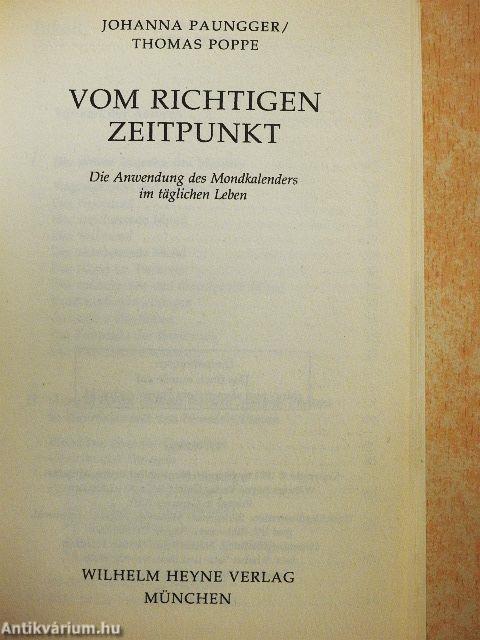 JOHANNA PAUNGGER/
THOMAS POPPE
VOM RICHTIGEN
ZEITPUNKT
Die Anwendung des Mondkalenders
im täglichen Leben
WILHELM HEYNE VERLAG
MÜNCHEN
Antikvárium.hu